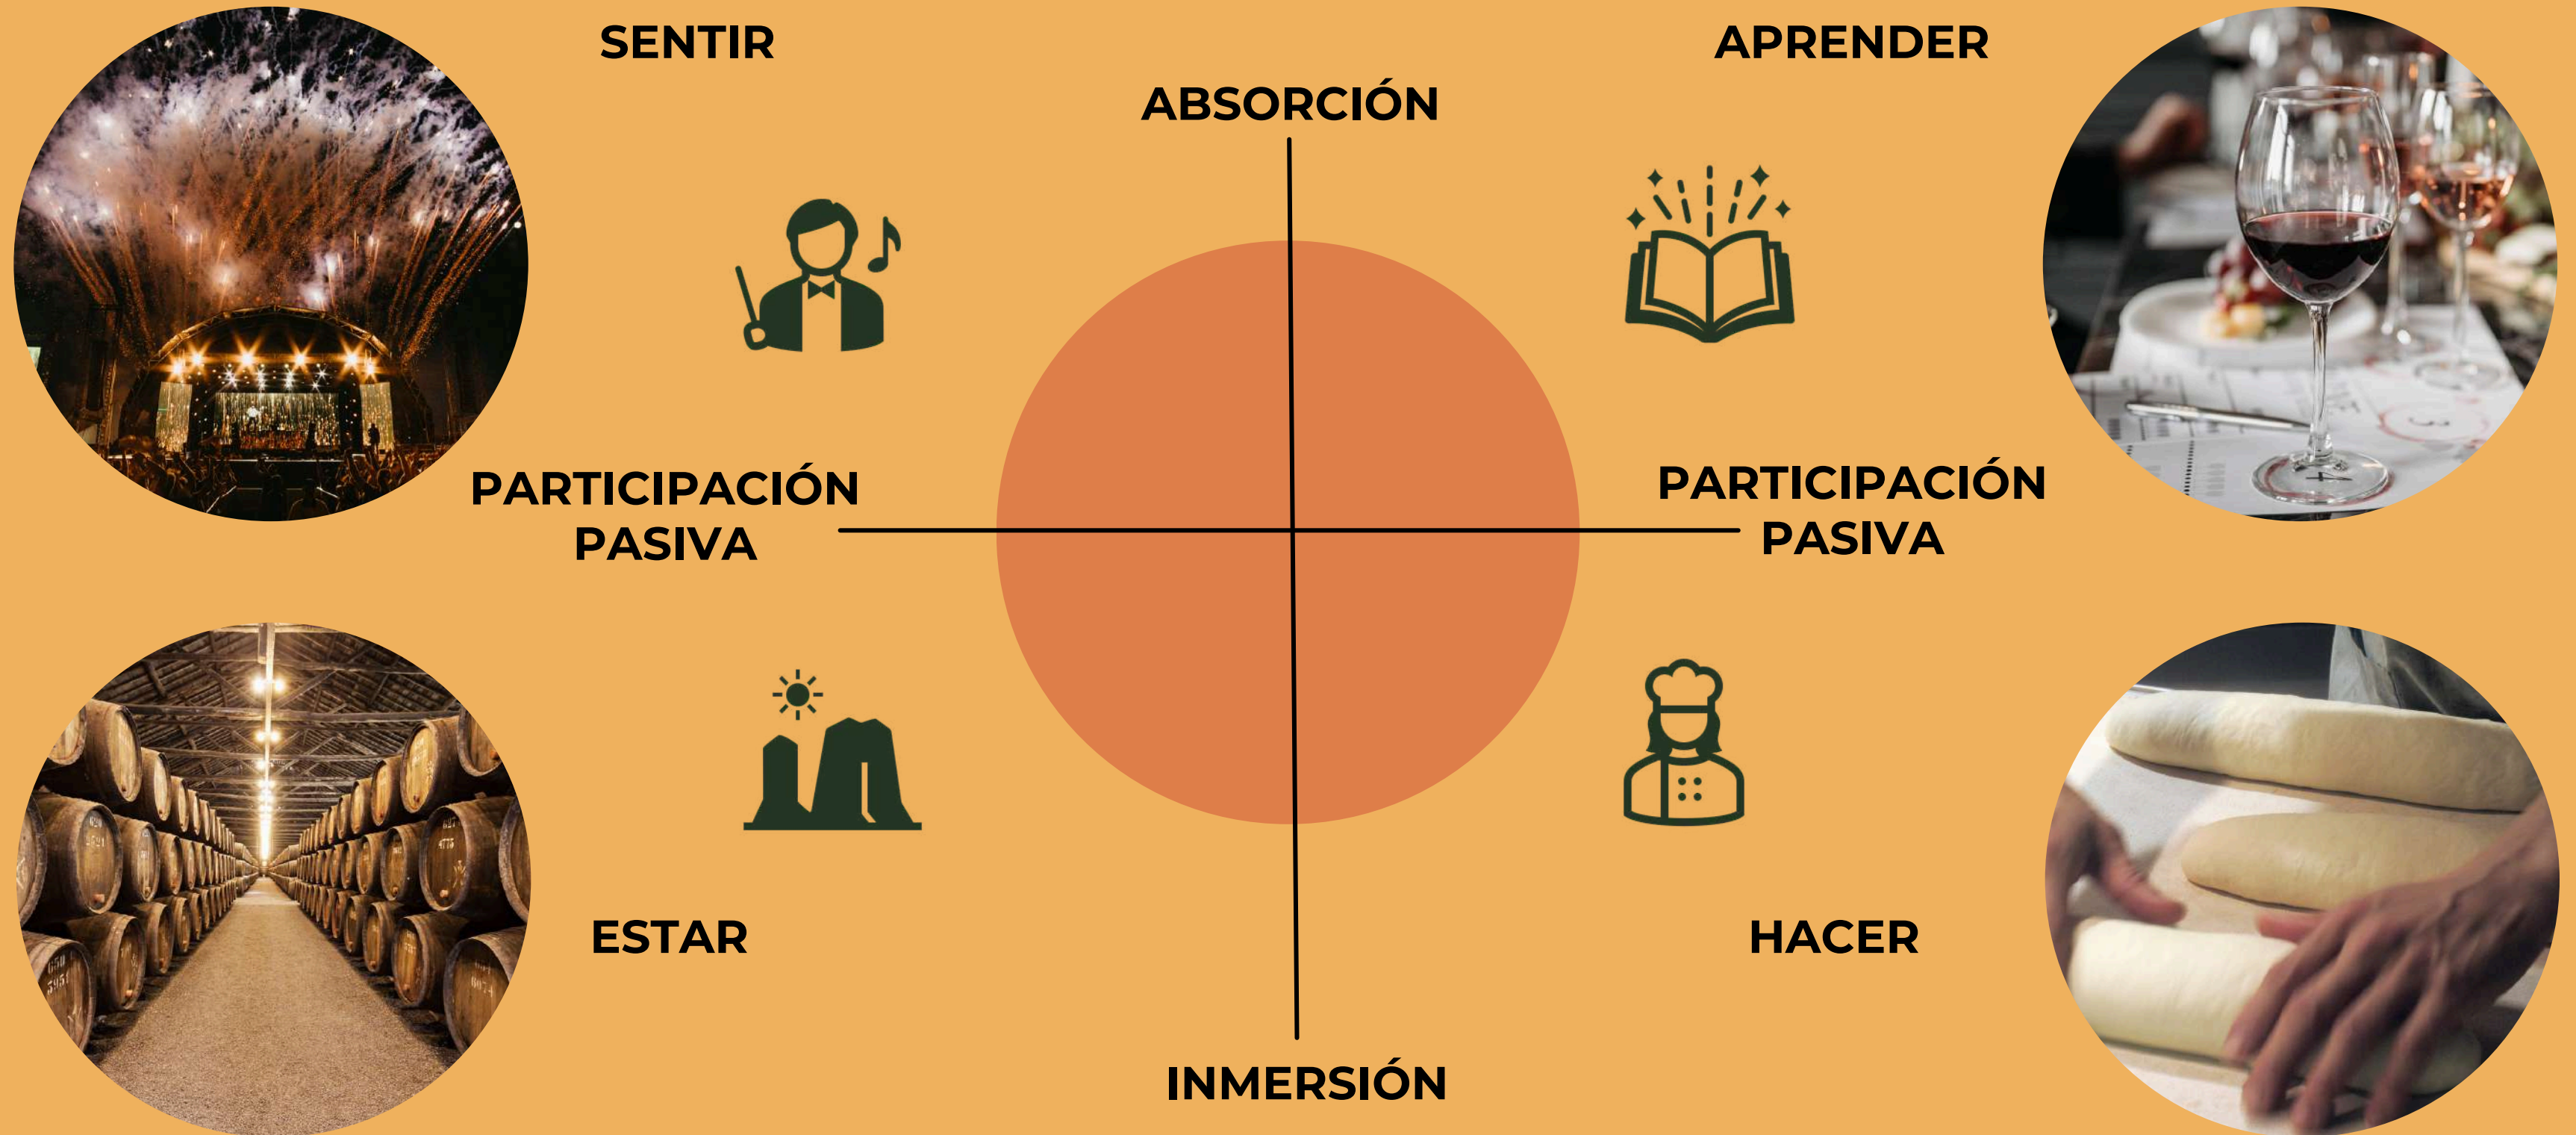 SENTIR
APRENDER
ABSORCIÓN
PARTICIPACIÓN
PASIVA
PARTICIPACIÓN
PASIVA
ESTAR
HACER
INMERSIÓN